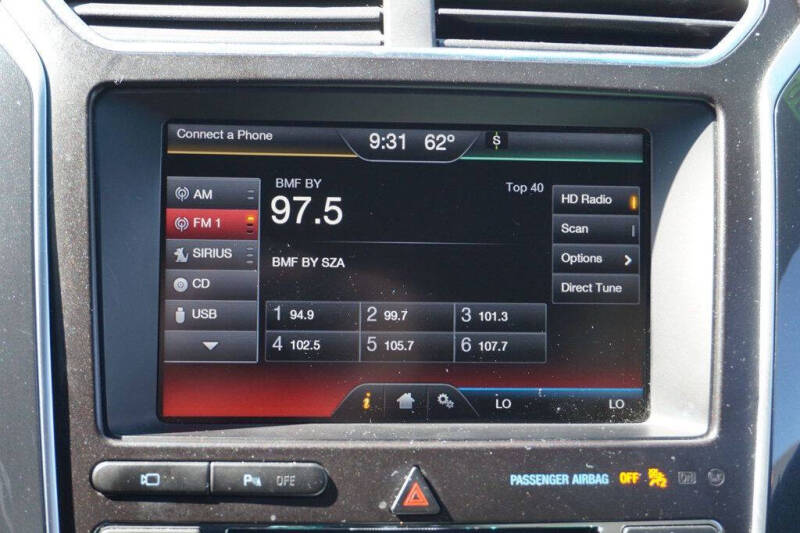 Connect a Phone
9:31 62° S
AM
FM 1
SIRIUS
CD
USB
BMF BY
97.5
Top 40
BMF BY SZA
1 94.9
2 99.7
3 101.3
4 102.5
5 105.7
6 107.7
HD Radio
Scan
Options
Direct Tune
i
LO
LO
P OFF
PASSENGER AIRBAG OFF